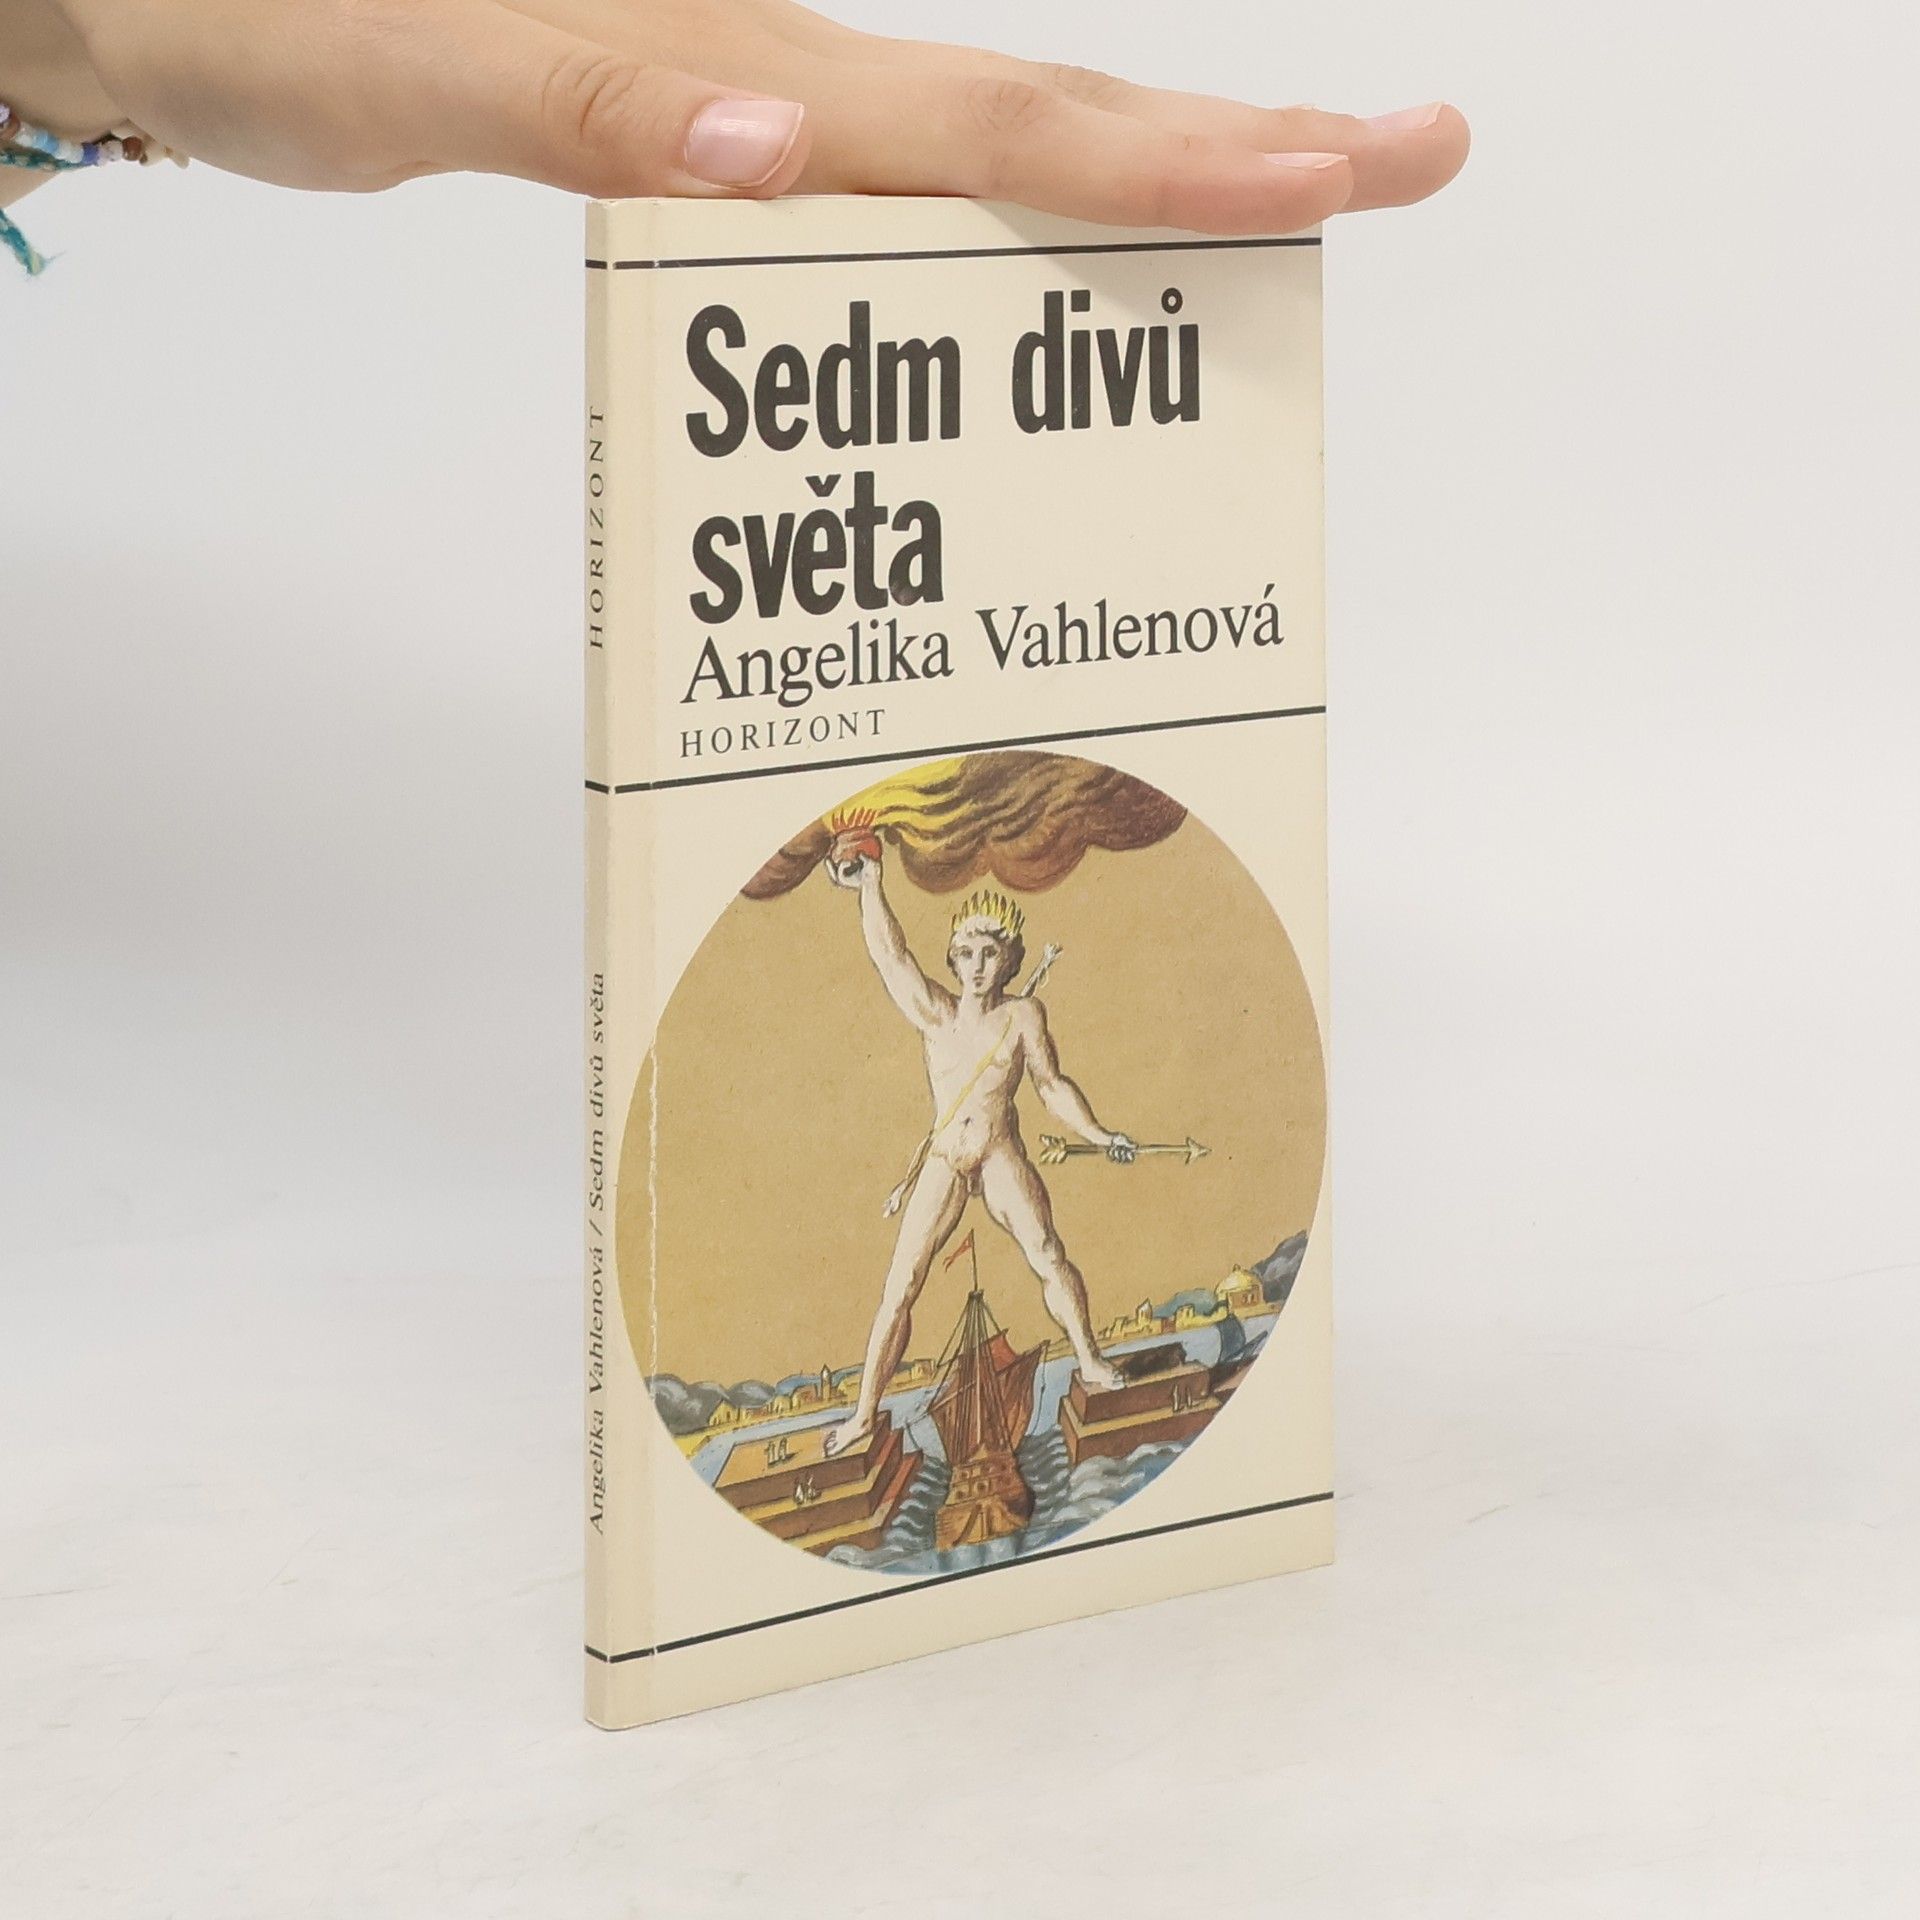 Sedm divů
světa
Angelika Vahlenová
HORIZONT
HORIZONT
Angelika Vahlenová / Sedm divů světa